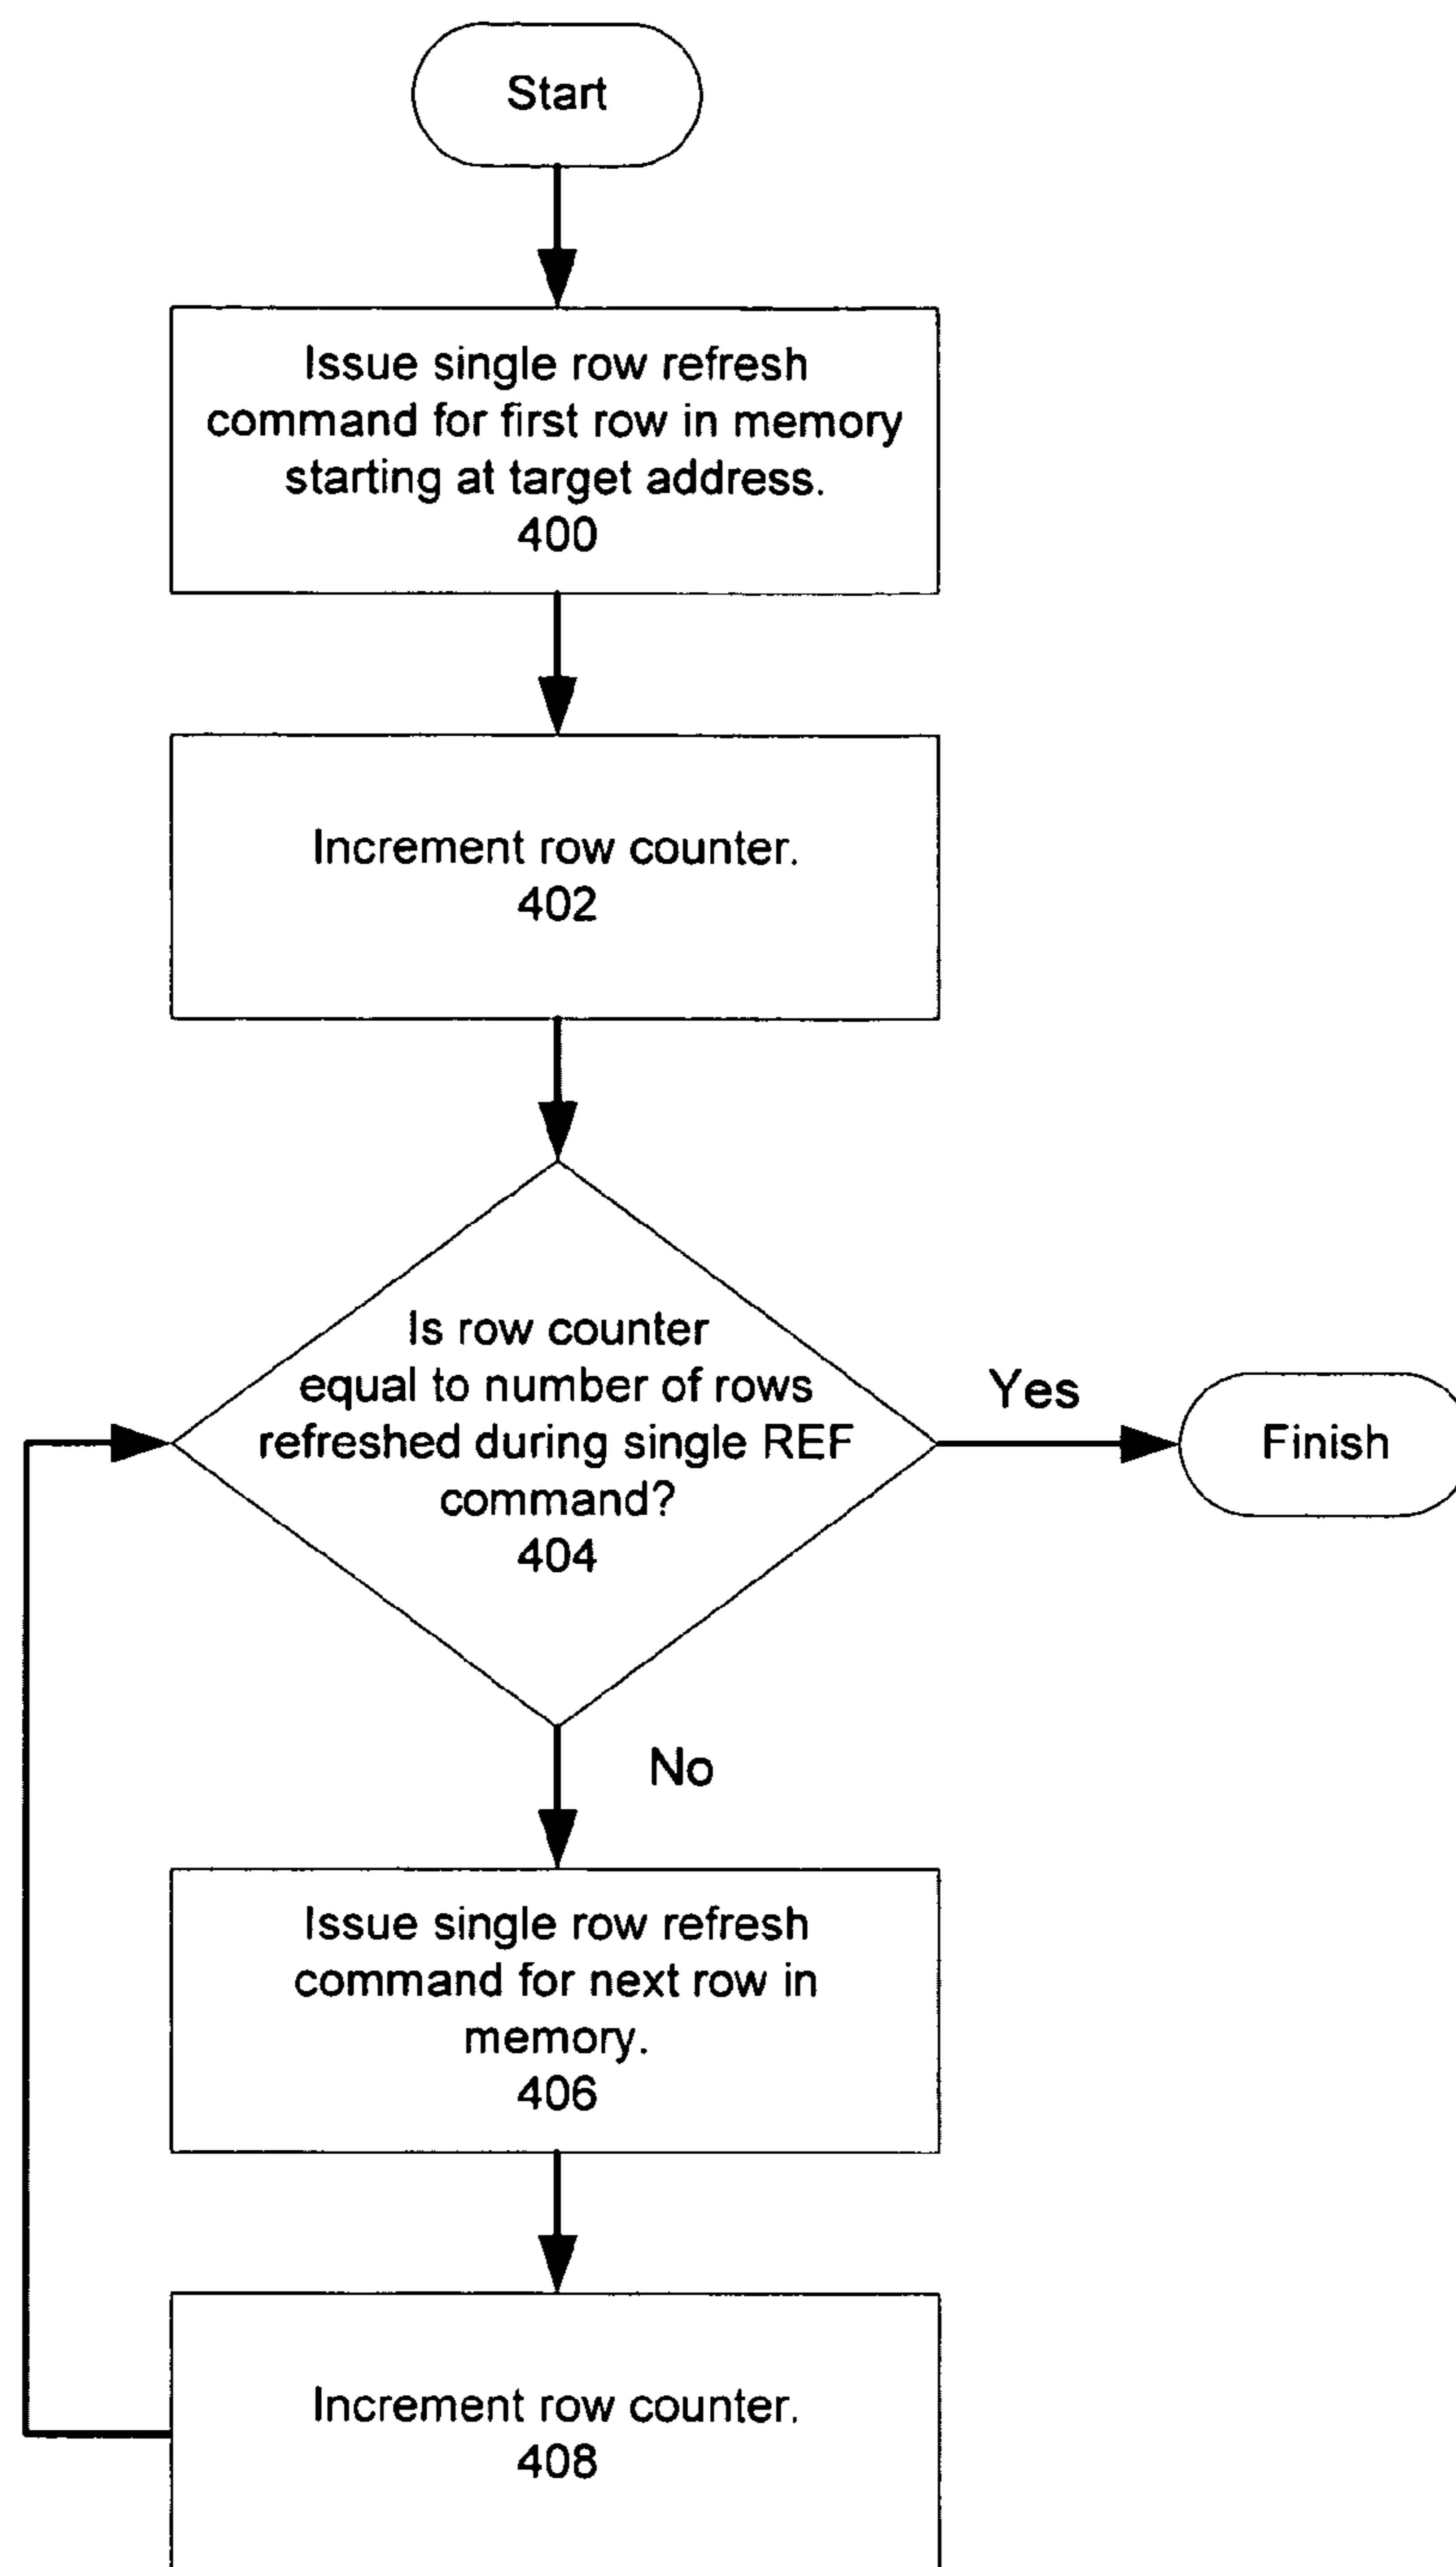 Start
Issue single row refresh
command for first row in memory
starting at target address.
400
Increment row counter.
402
Is row counter
equal to number of rows
refreshed during single REF
command?
404
Yes
Finish
No
Issue single row refresh
command for next row in
memory.
406
Increment row counter.
408